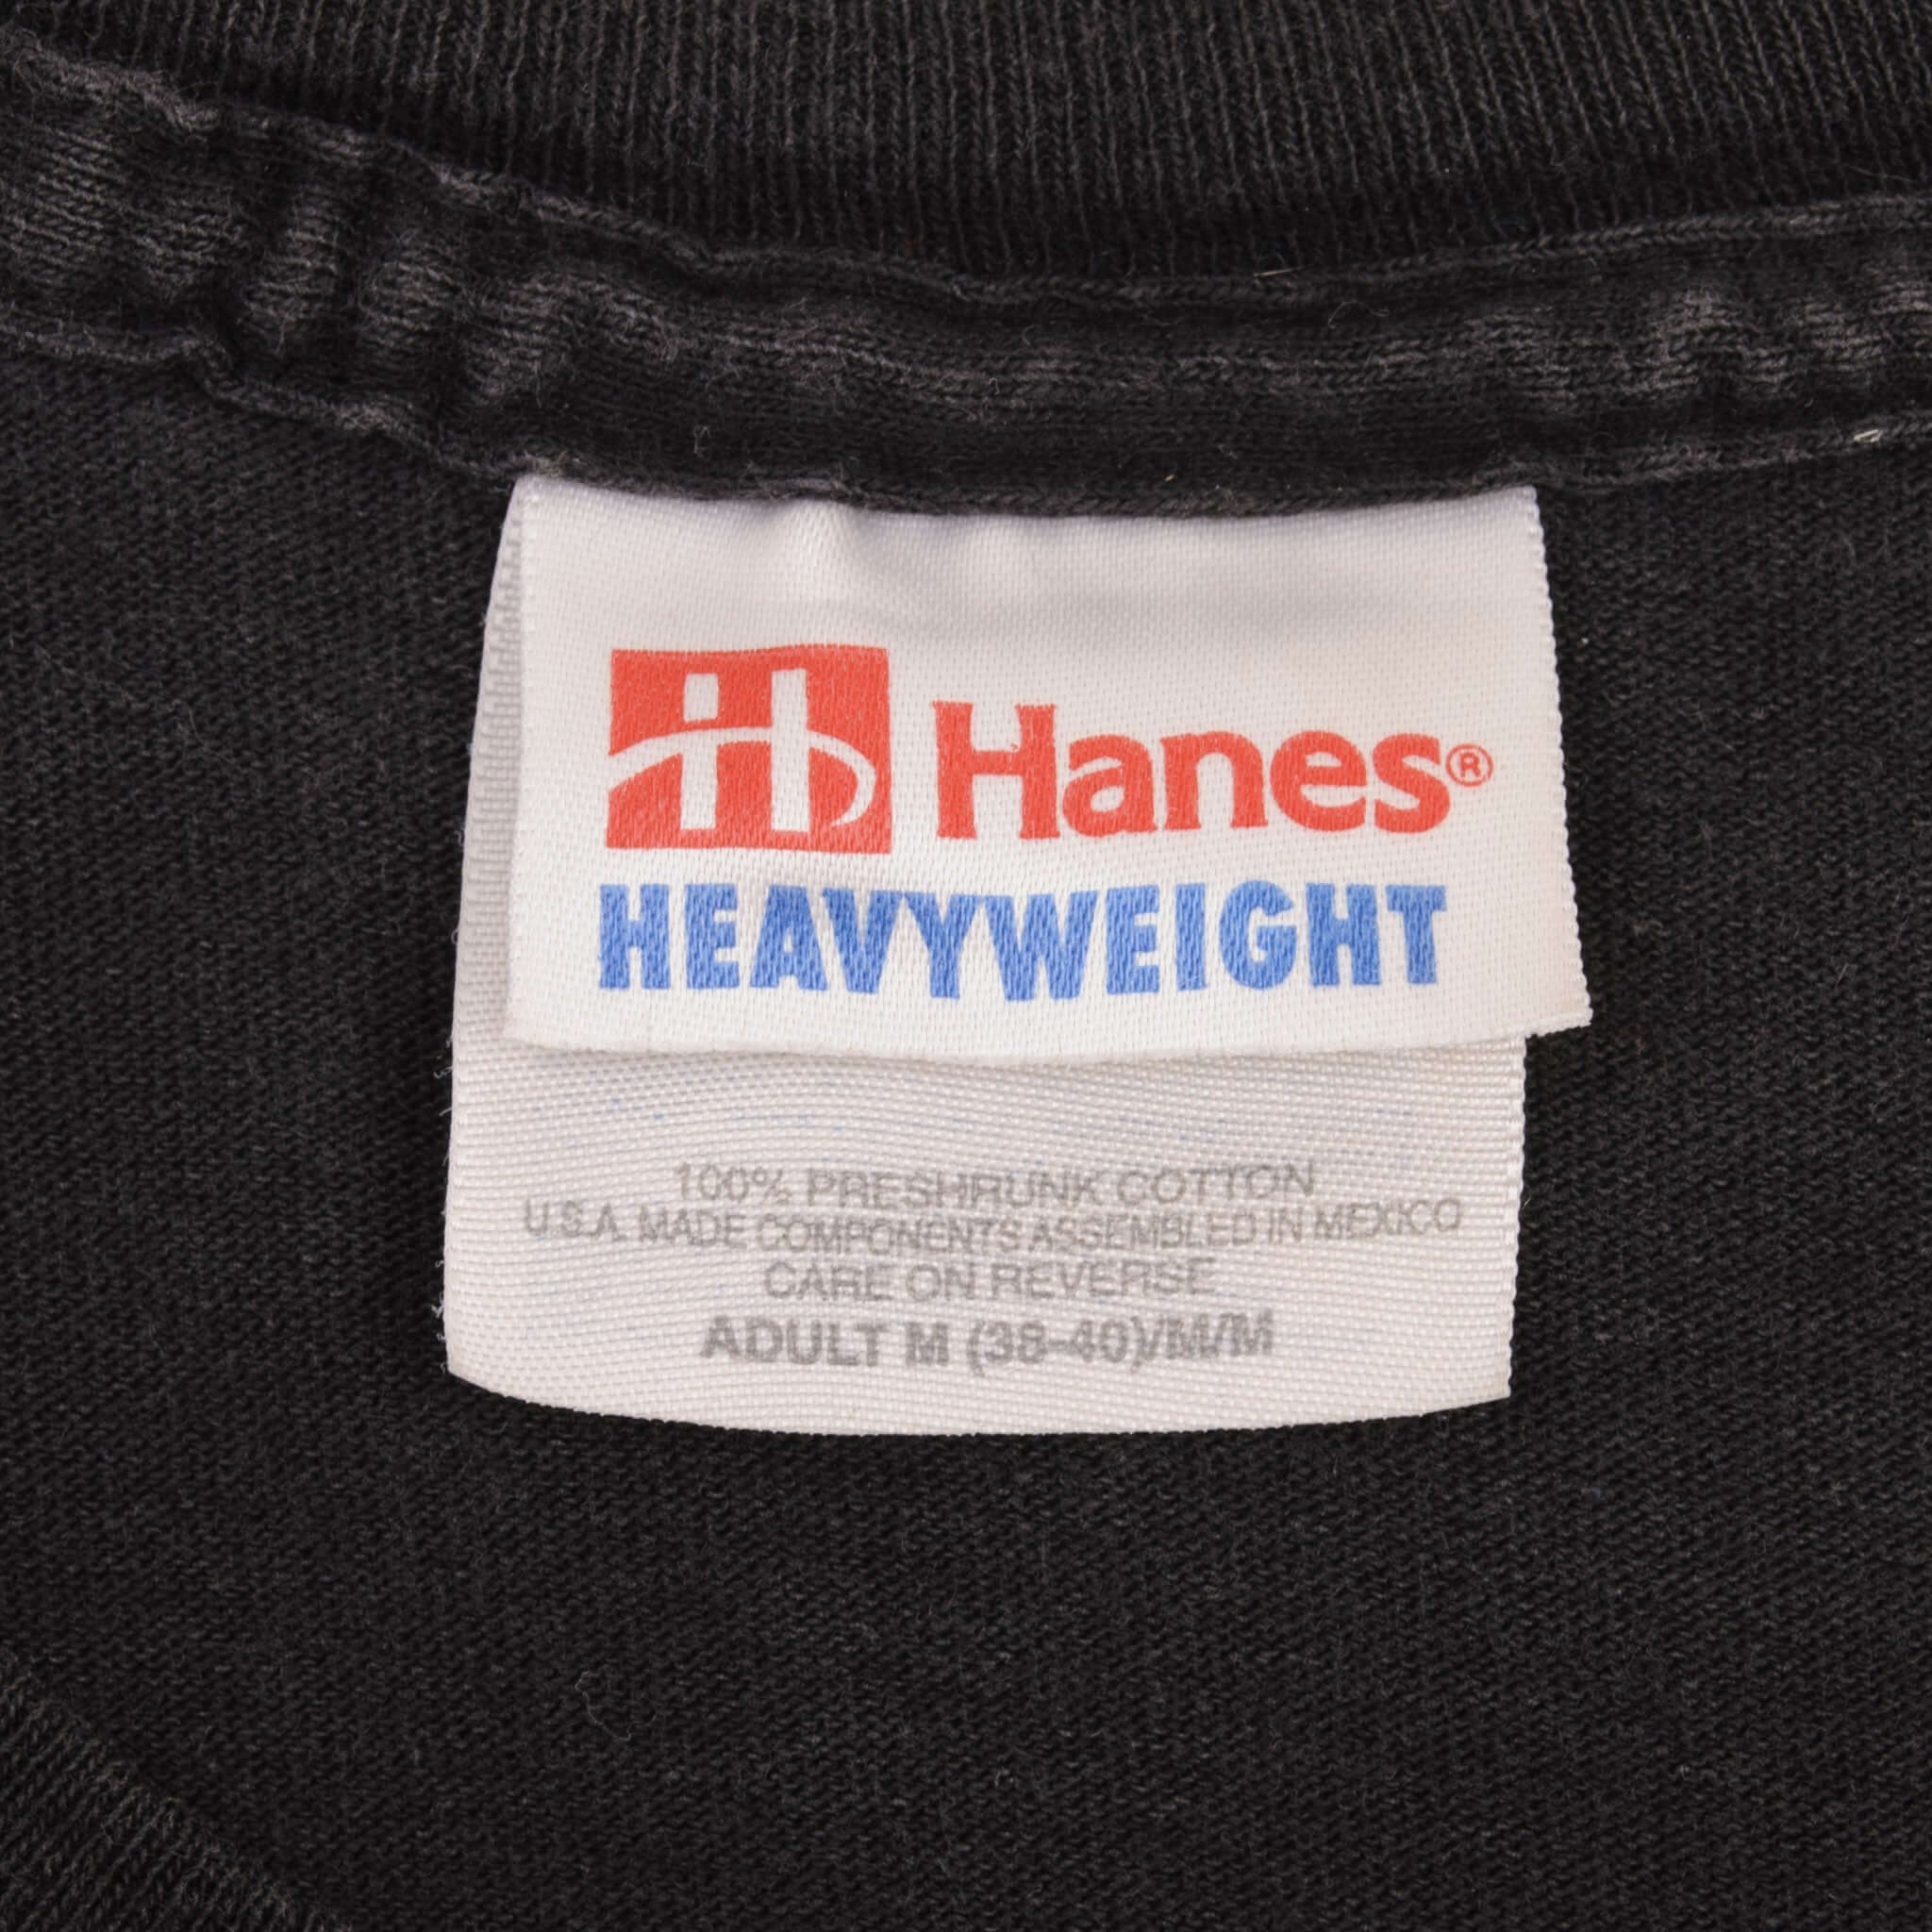 Hanes®
HEAVYWEIGHT
100% PRESHRUNK COTTON
U.S.A. MADE COMPONENTS ASSEMBLED IN MEXICO
CARE ON REVERSE
ADULT M (38-40)/M/M